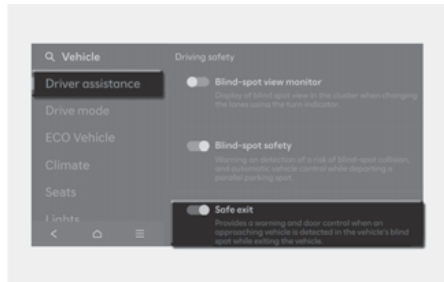 Vehicle
Driver assistance
Drive mode
ECO Vehicle
Climate
Seats
Lights
Driving safety
Blind-spot view monitor
Display of blind spot view in the cluster when changing
the lanes using the turn indicator.
Blind-spot safety
Warning on detection of a risk of blind-spot collision,
and automatic vehicle control while departing a
parallel parking spot.
Safe exit
Provides a warning and door control when an
approaching vehicle is detected in the vehicle's blind
spot while exiting the vehicle.